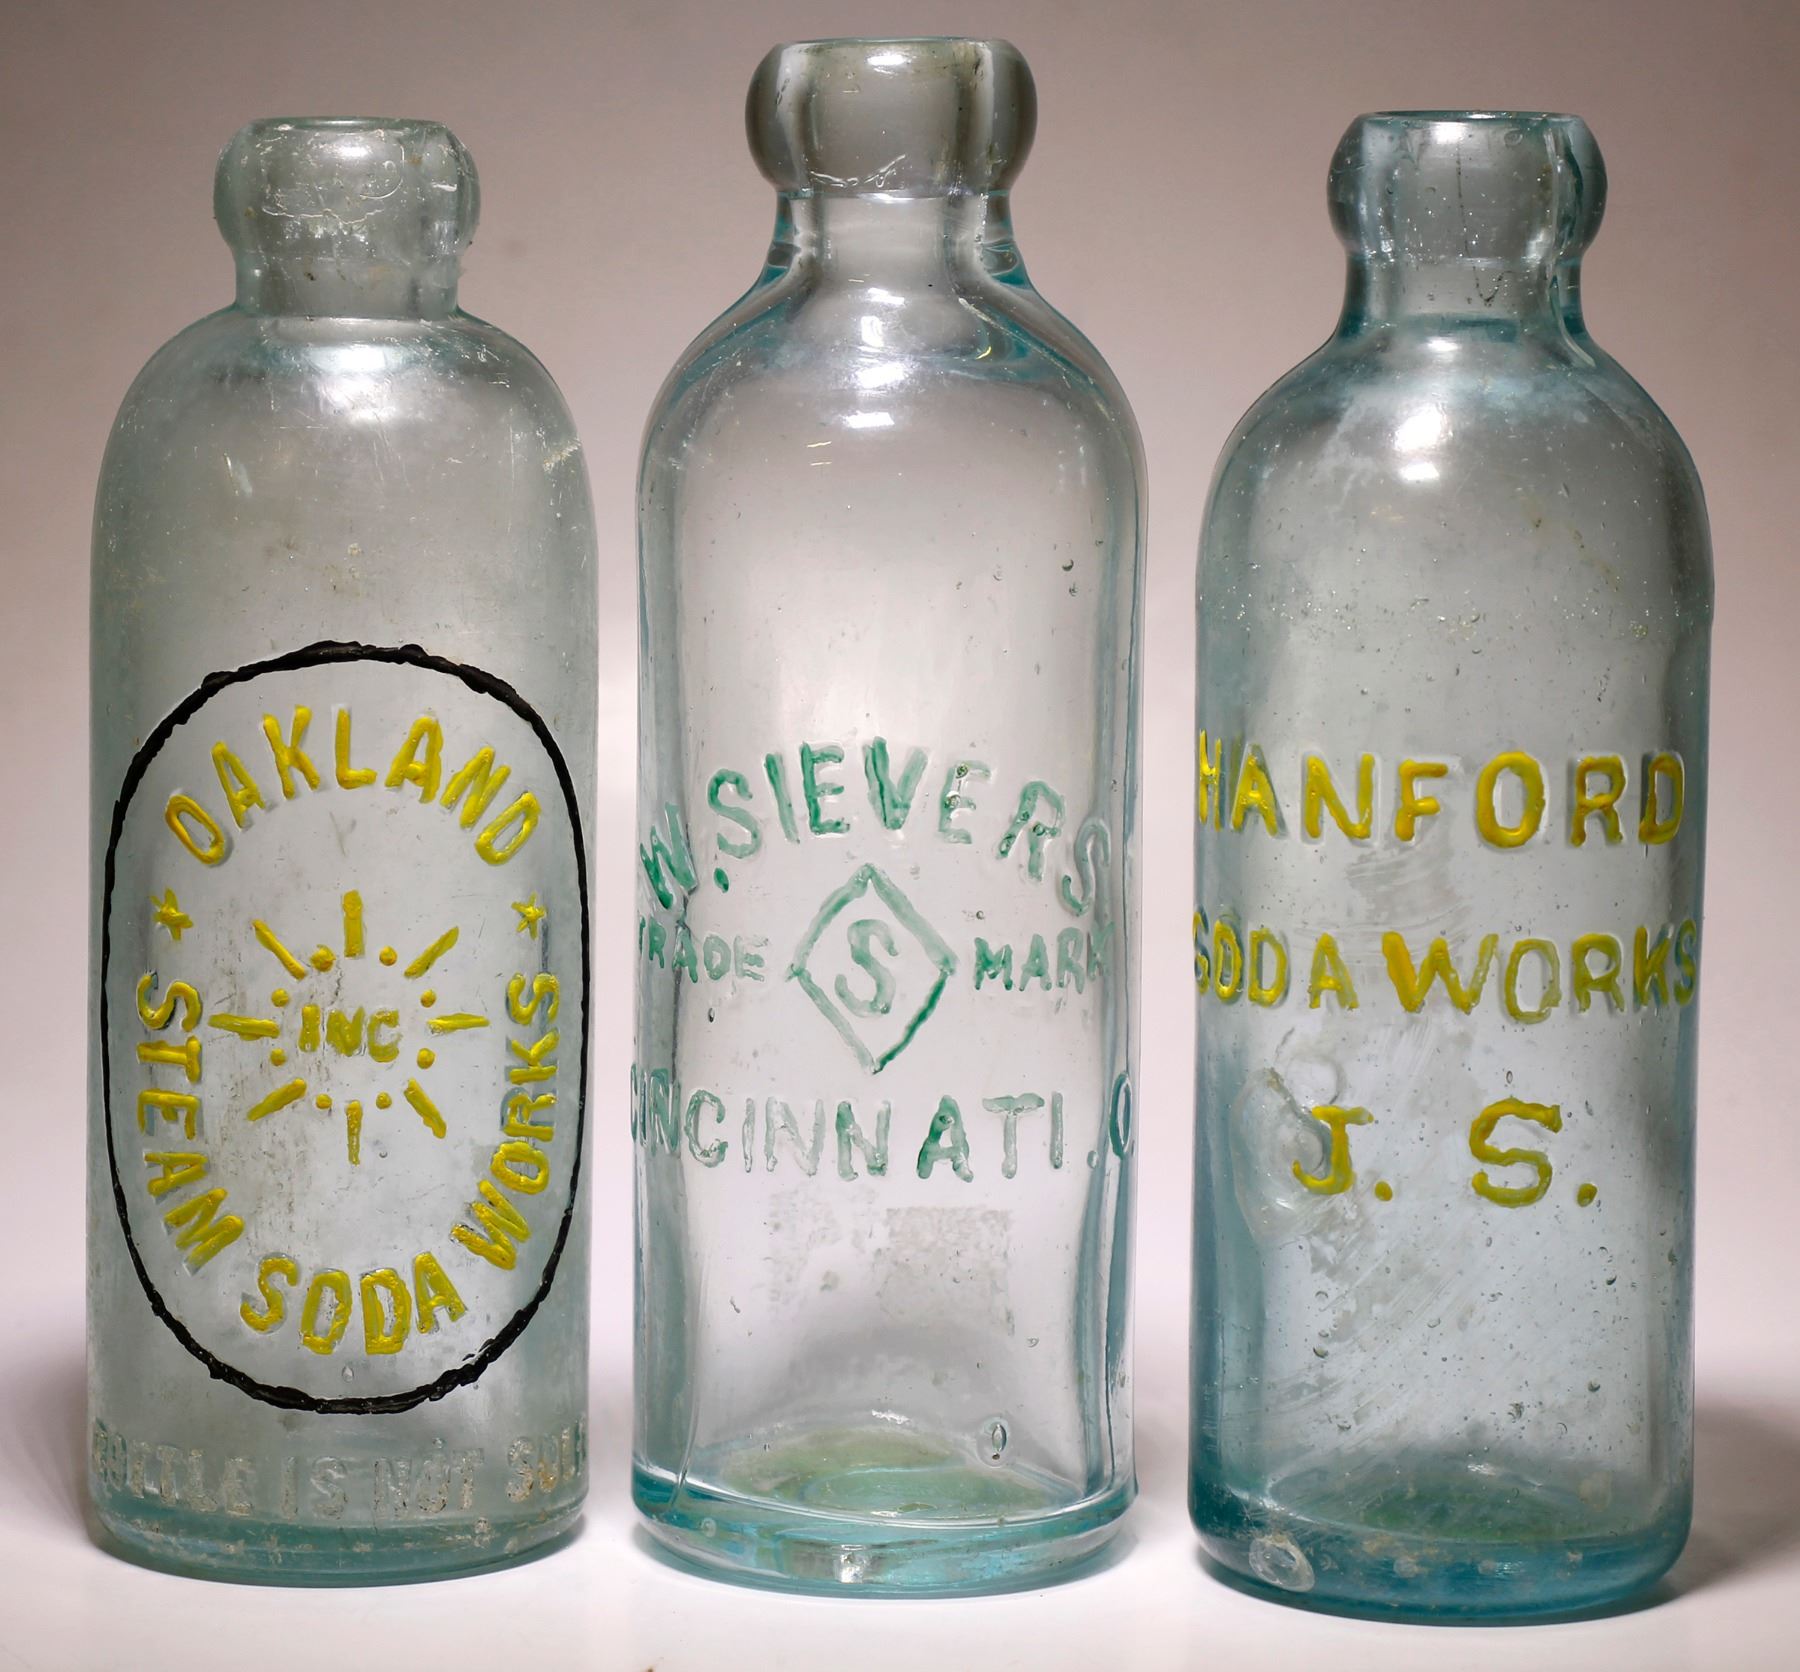 OAKLAND
STEAM SODA WORKS
INC
BOTTLE IS NOT SOLD
W. SIEVERS
TRADE S MARK
CINCINNATI. O
HANFORD
SODA WORKS
J. S.